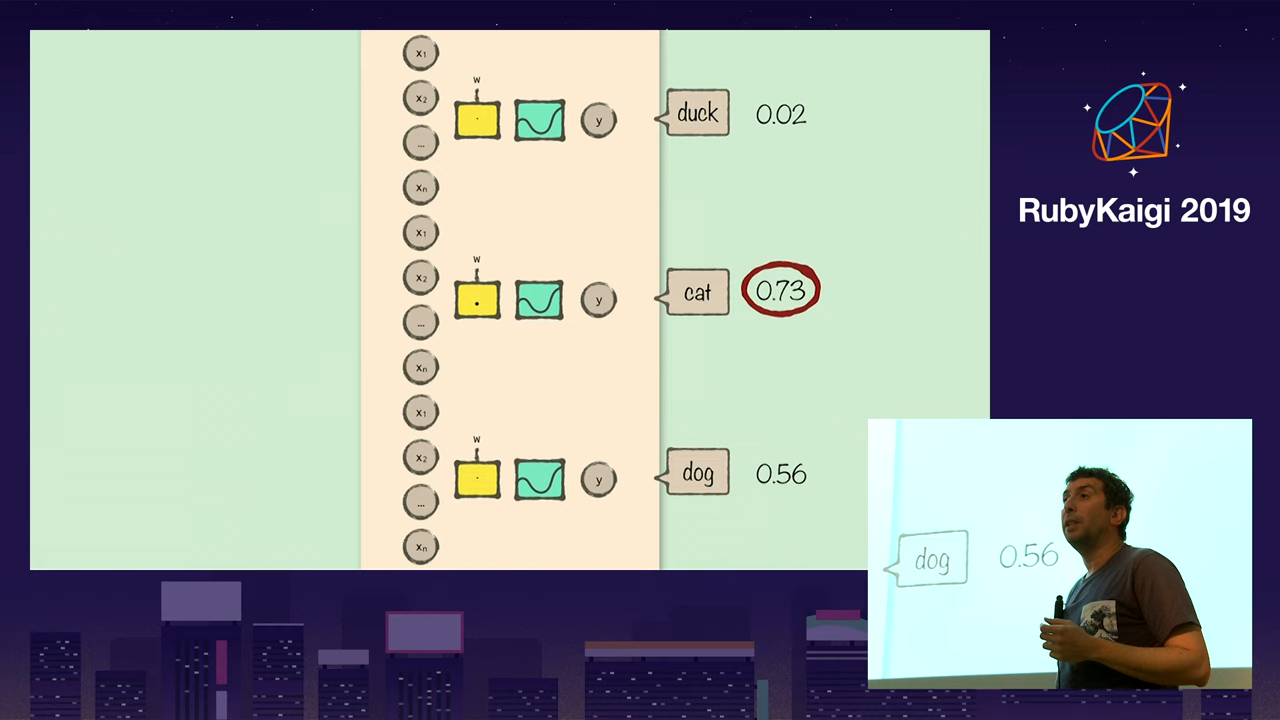 x1
x2
w
duck 0.02
y
...
xn
x1
w
x2
cat 0.73
y
...
xn
x1
w
x2
dog 0.56
y
...
xn
RubyKaigi 2019
dog 0.56